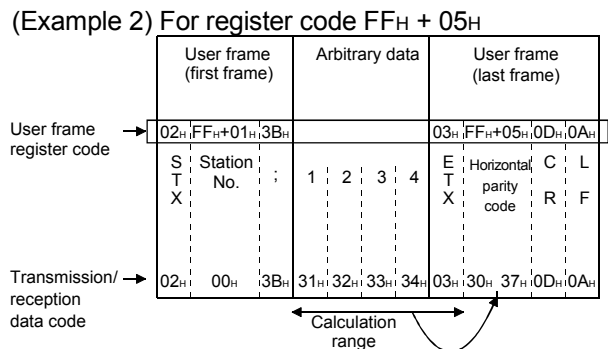 (Example 2) For register code FFH + 05H
User frame (first frame) Arbitrary data User frame (last frame)
User frame register code 02H FFH+01H 3BH 03H FFH+05H 0DH 0AH
STX Station No. ; 1 2 3 4 ETX Horizontal parity code CR LF
Transmission/ reception data code 02H 00H 3BH 31H 32H 33H 34H 03H 30H 37H 0DH 0AH
Calculation range